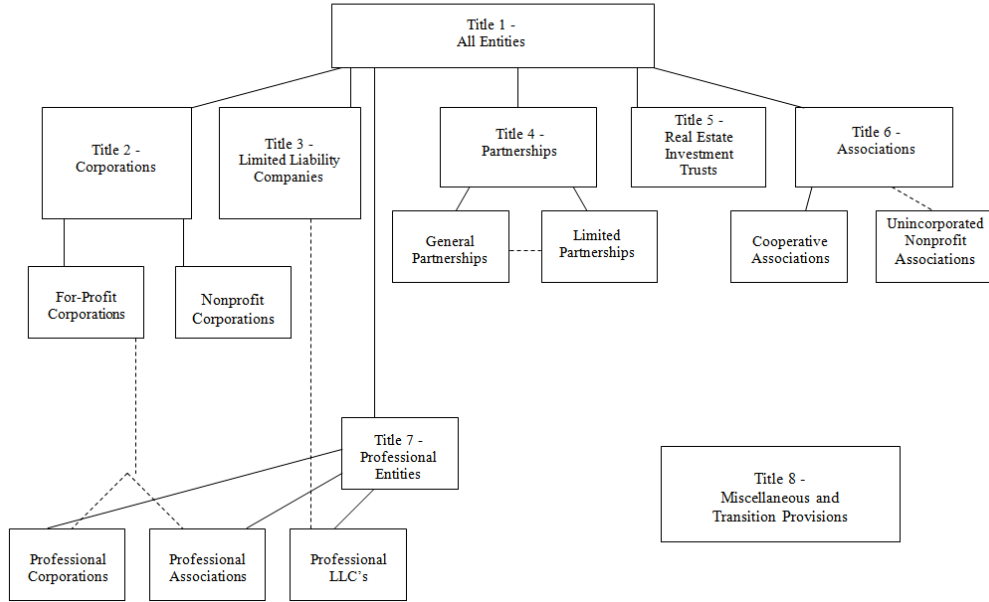 Title 1 -
All Entities
Title 2 -
Corporations
Title 3 -
Limited Liability
Companies
Title 4 -
Partnerships
Title 5 -
Real Estate
Investment
Trusts
Title 6 -
Associations
General
Partnerships
Limited
Partnerships
Cooperative
Associations
Unincorporated
Nonprofit
Associations
For-Profit
Corporations
Nonprofit
Corporations
Title 7 -
Professional
Entities
Title 8 -
Miscellaneous and
Transition Provisions
Professional
Corporations
Professional
Associations
Professional
LLC's